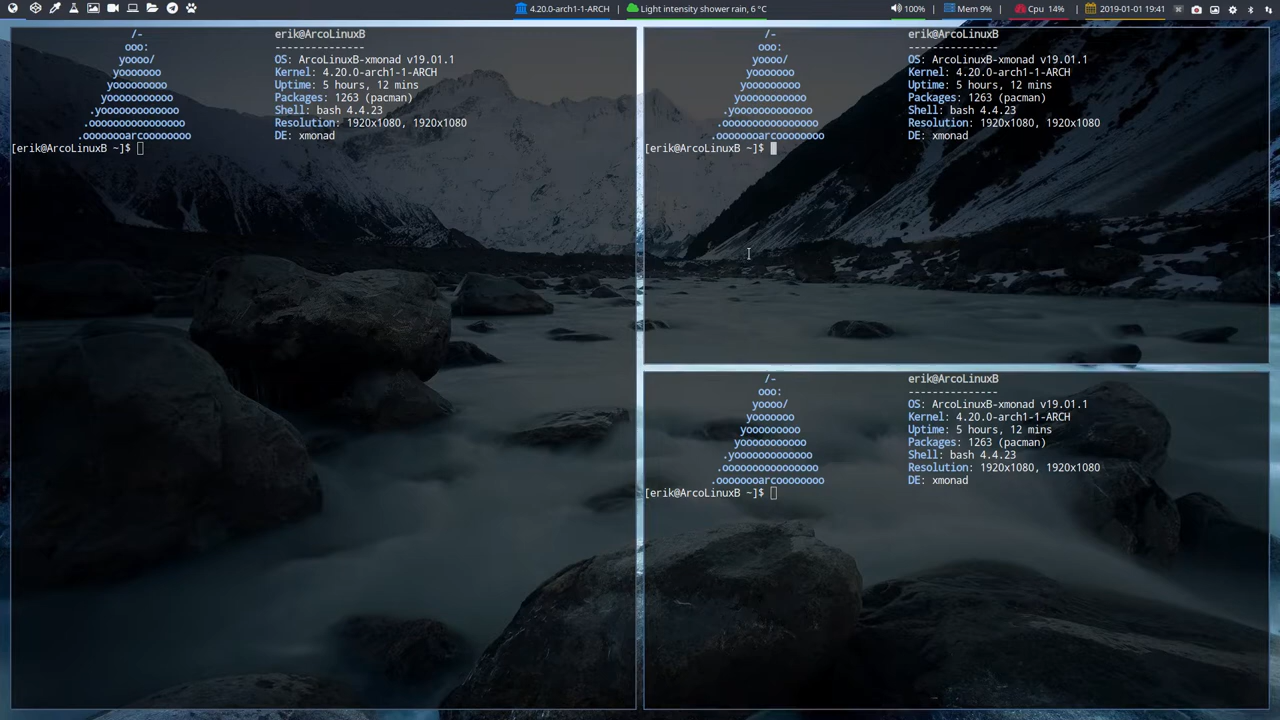 4.20.0-arch1-1-ARCH | Light intensity shower rain, 6 °C 100% | Mem 9% | Cpu 14% | 2019-01-01 19:41
/-
ooo:
yoooo/
yooooooo
yooooooooo
yooooooooooo
.yooooooooooooo
.oooooooooooooooo
.oooooooarcoooooooo
erik@ArcoLinuxB
---------------
OS: ArcoLinuxB-xmonad v19.01.1
Kernel: 4.20.0-arch1-1-ARCH
Uptime: 5 hours, 12 mins
Packages: 1263 (pacman)
Shell: bash 4.4.23
Resolution: 1920x1080, 1920x1080
DE: xmonad
[erik@ArcoLinuxB ~]$
/-
ooo:
yoooo/
yooooooo
yooooooooo
yooooooooooo
.yooooooooooooo
.oooooooooooooooo
.oooooooarcoooooooo
erik@ArcoLinuxB
---------------
OS: ArcoLinuxB-xmonad v19.01.1
Kernel: 4.20.0-arch1-1-ARCH
Uptime: 5 hours, 12 mins
Packages: 1263 (pacman)
Shell: bash 4.4.23
Resolution: 1920x1080, 1920x1080
DE: xmonad
[erik@ArcoLinuxB ~]$
/-
ooo:
yoooo/
yooooooo
yooooooooo
yooooooooooo
.yooooooooooooo
.oooooooooooooooo
.oooooooarcoooooooo
erik@ArcoLinuxB
---------------
OS: ArcoLinuxB-xmonad v19.01.1
Kernel: 4.20.0-arch1-1-ARCH
Uptime: 5 hours, 12 mins
Packages: 1263 (pacman)
Shell: bash 4.4.23
Resolution: 1920x1080, 1920x1080
DE: xmonad
[erik@ArcoLinuxB ~]$